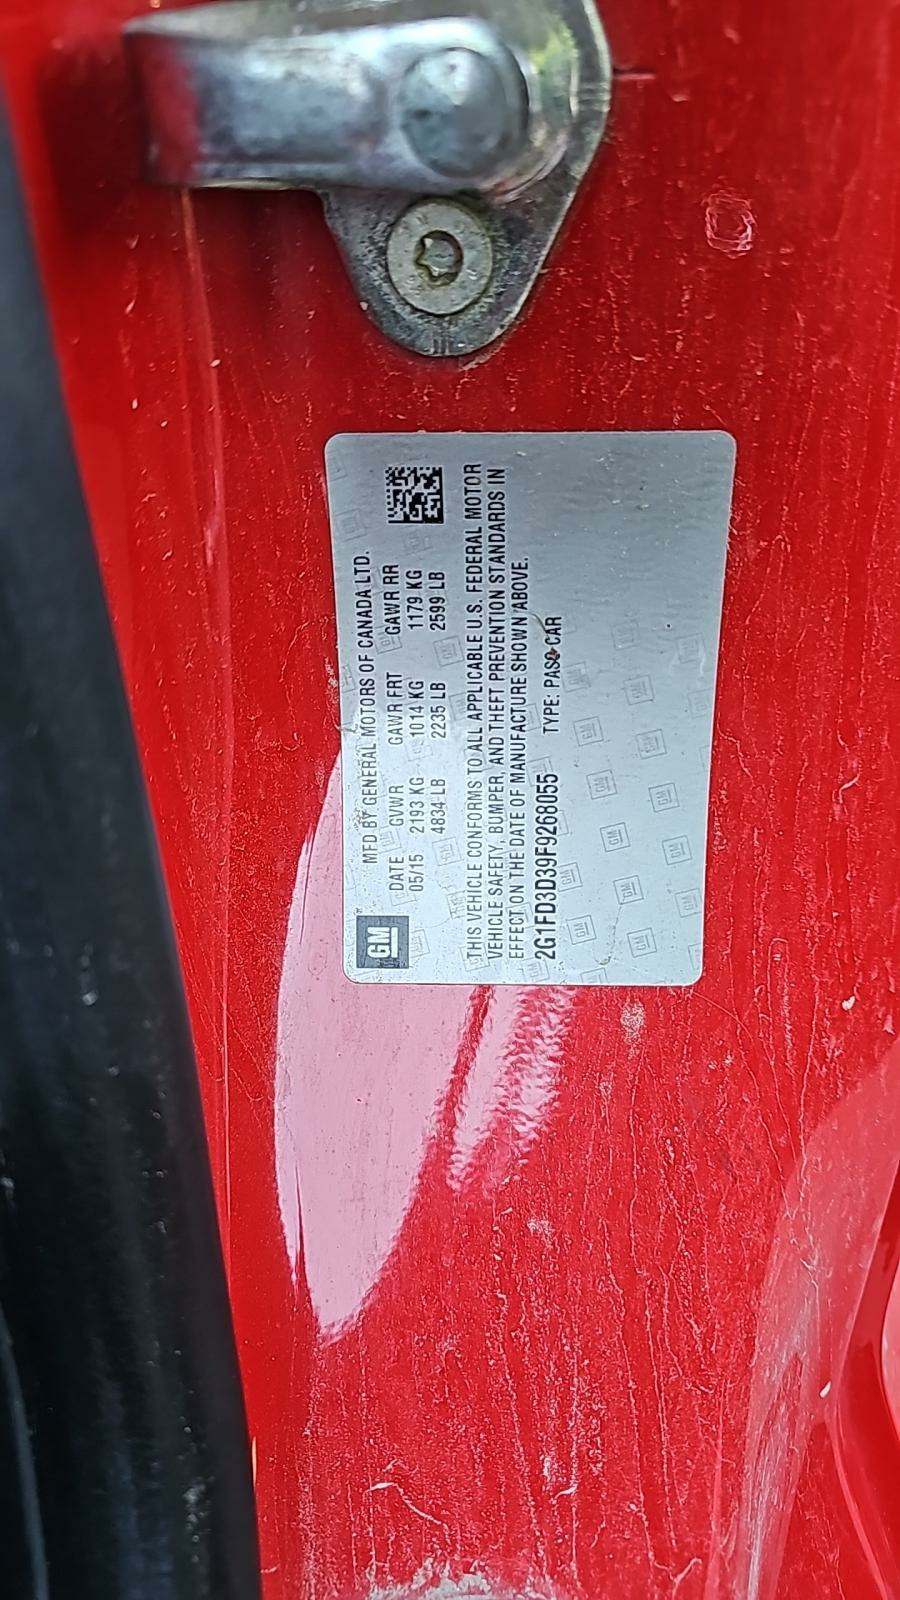 GM
MFD BY GENERAL MOTORS OF CANADA LTD.
DATE GVWR GAWR FRT GAWR RR
05/15 2193 KG 1014 KG 1179 KG
4834 LB 2235 LB 2599 LB
THIS VEHICLE CONFORMS TO ALL APPLICABLE U.S. FEDERAL MOTOR
VEHICLE SAFETY, BUMPER, AND THEFT PREVENTION STANDARDS IN
EFFECT ON THE DATE OF MANUFACTURE SHOWN ABOVE.
2G1FD3D39F9268055 TYPE: PASS CAR